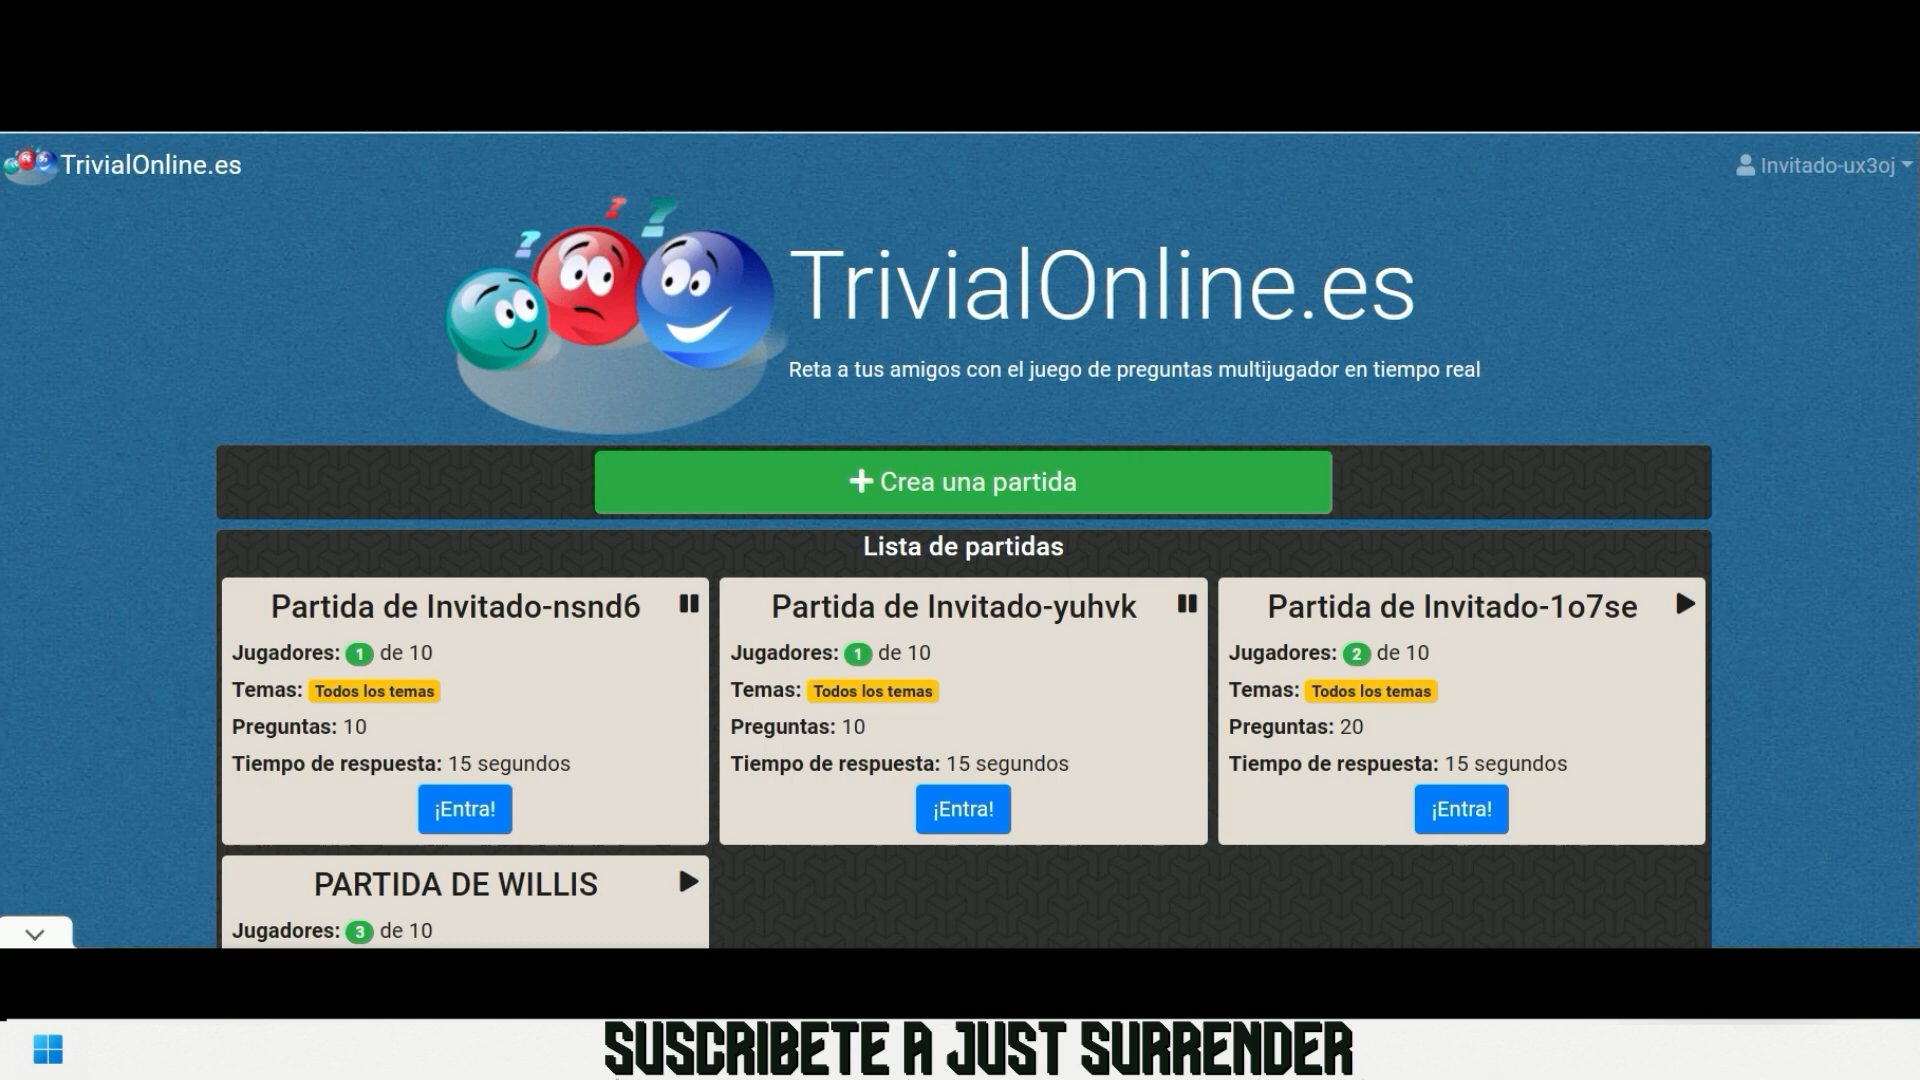 TrivialOnline.es
Invitado-ux3oj
? ? ?
TrivialOnline.es
Reta a tus amigos con el juego de preguntas multijugador en tiempo real
Crea una partida
Lista de partidas
Partida de Invitado-nsnd6
Jugadores: 1 de 10
Temas: Todos los temas
Preguntas: 10
Tiempo de respuesta: 15 segundos
¡Entra!
Partida de Invitado-yuhvk
Jugadores: 1 de 10
Temas: Todos los temas
Preguntas: 10
Tiempo de respuesta: 15 segundos
¡Entra!
Partida de Invitado-1o7se
Jugadores: 2 de 10
Temas: Todos los temas
Preguntas: 20
Tiempo de respuesta: 15 segundos
¡Entra!
PARTIDA DE WILLIS
Jugadores: 3 de 10
SUSCRIBETE A JUST SURRENDER